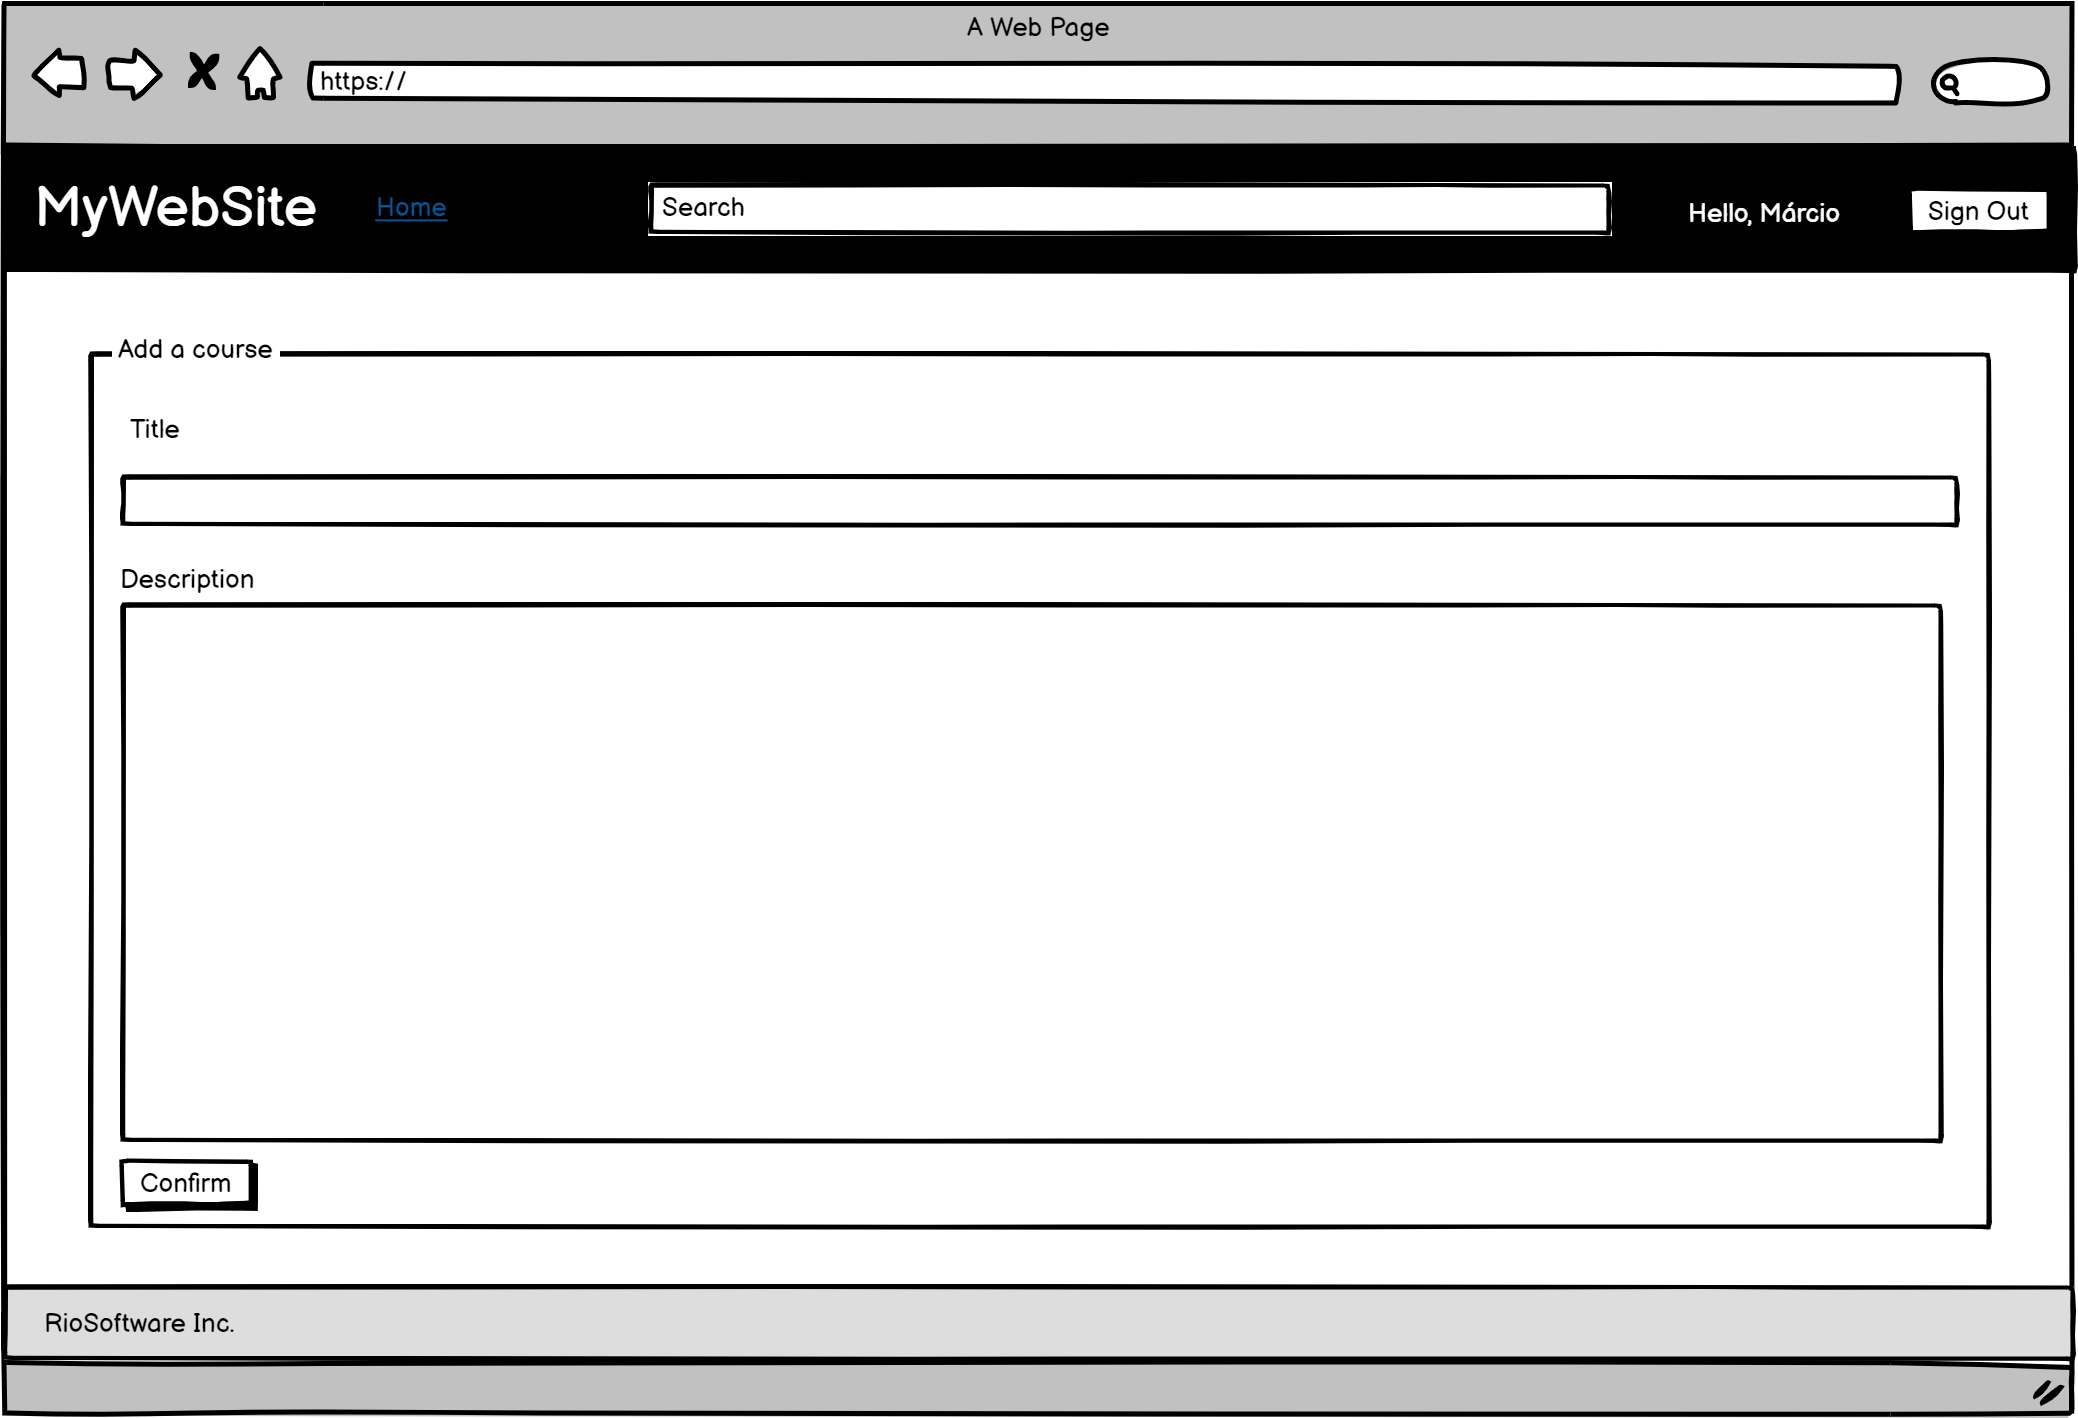 A Web Page
https://
MyWebSite
Home
Search
Hello, Márcio
Sign Out
Add a course
Title
Description
Confirm
RioSoftware Inc.